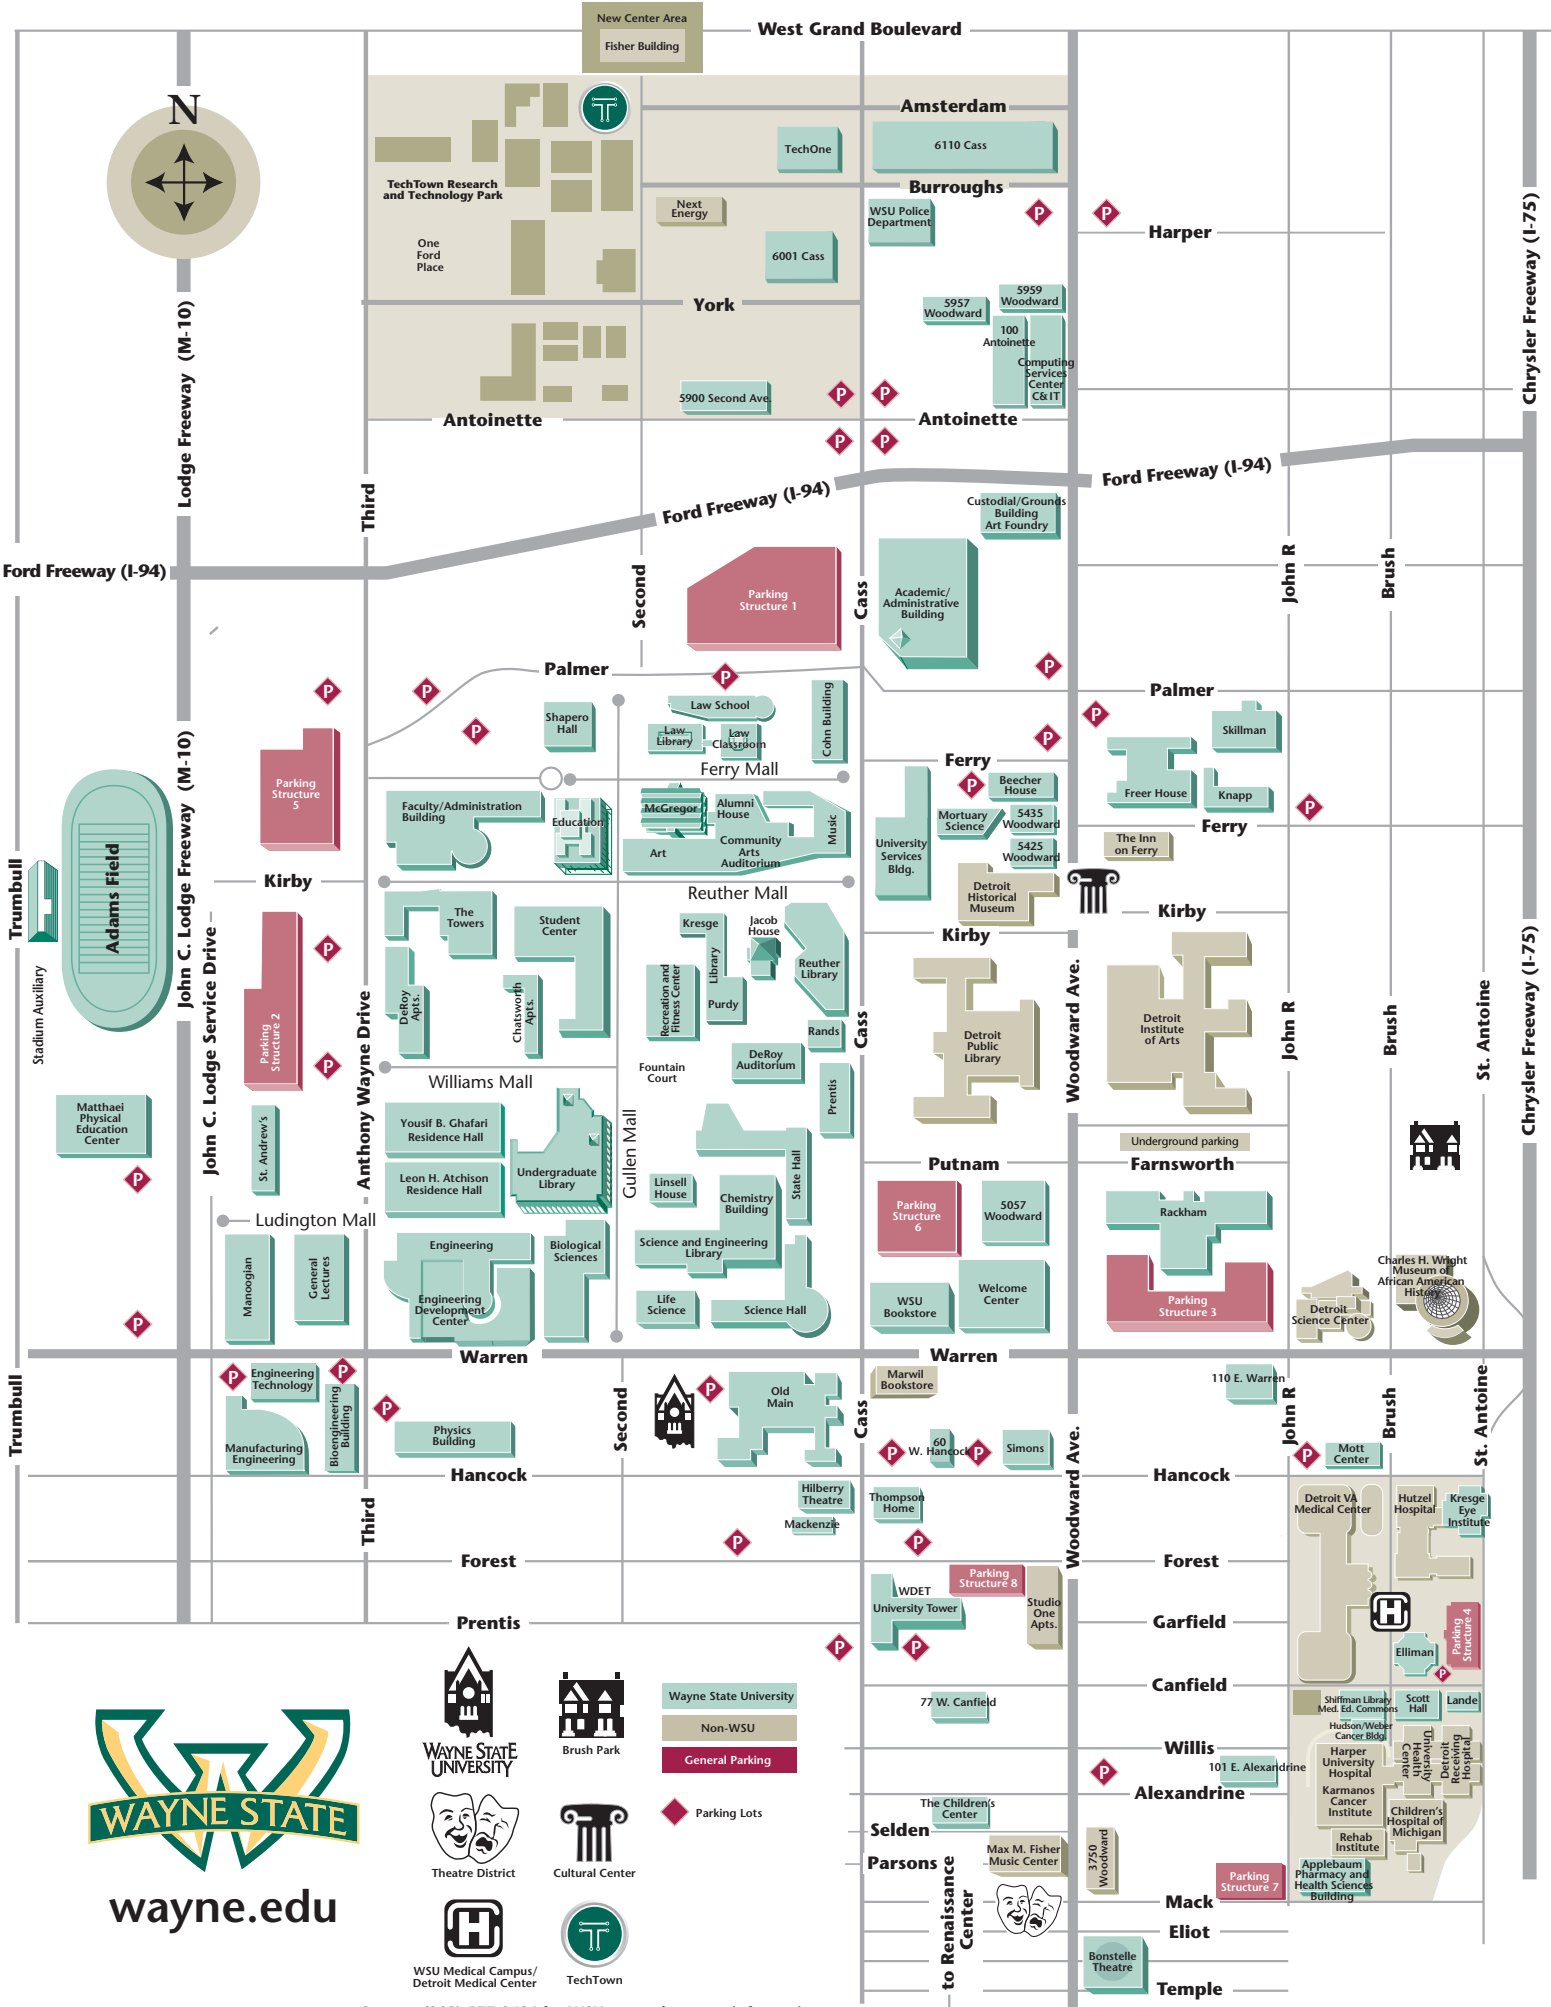 New Center Area
Fisher Building
West Grand Boulevard
N
Amsterdam
TechOne
6110 Cass
TechTown Research
and Technology Park
Burroughs
Next
Energy
WSU Police
Department
P
P
Harper
One
Ford
Place
6001 Cass
Lodge Freeway (M-10)
Chrysler Freeway (I-75)
York
5957
Woodward
5959
Woodward
100
Antoinette
Computing
Services
Center
C&IT
5900 Second Ave.
P
P
Antoinette
Antoinette
P
P
Third
Ford Freeway (I-94)
Ford Freeway (I-94)
Ford Freeway (I-94)
Custodial/Grounds
Building
Art Foundry
Second
Parking
Structure 1
Cass
Academic/
Administrative
Building
John R
Brush
Palmer
P
P
P
P
Palmer
P
P
P
Shapero
Hall
Law School
Law
Library
Law
Classroom
Cohn Building
Skillman
Ferry Mall
Ferry
Parking
Structure
5
P
Beecher
House
Freer House
Knapp
P
Faculty/Administration
Building
Education
McGregor
Alumni
House
Community
Arts
Auditorium
Music
Art
Mortuary
Science
5435
Woodward
5425
Woodward
University
Services
Bldg.
Ferry
The Inn
on Ferry
Trumbull
Adams Field
John C. Lodge Freeway (M-10)
Kirby
Reuther Mall
Detroit
Historical
Museum
Kirby
Kirby
Stadium Auxiliary
John C. Lodge Service Drive
Parking
Structure 2
P
P
Anthony Wayne Drive
The
Towers
Student
Center
DeRoy
Apts.
Chatsworth
Apts.
Kresge
Library
Purdy
Jacob
House
Reuther
Library
Recreation and
Fitness Center
Rands
Cass
Detroit
Public
Library
Woodward Ave.
Detroit
Institute
of Arts
John R
Brush
St. Antoine
Chrysler Freeway (I-75)
DeRoy
Auditorium
Fountain
Court
Prentis
Williams Mall
Matthaei
Physical
Education
Center
P
St. Andrew's
Yousif B. Ghafari
Residence Hall
Leon H. Atchison
Residence Hall
Undergraduate
Library
Gullen Mall
Underground parking
Putnam
Farnsworth
Linsell
House
Chemistry
Building
State Hall
Parking
Structure
6
5057
Woodward
Rackham
Ludington Mall
Manoogian
General
Lectures
Engineering
Engineering
Development
Center
Biological
Sciences
Science and Engineering
Library
Life
Science
Science Hall
WSU
Bookstore
Welcome
Center
Parking
Structure 3
Detroit
Science Center
Charles H. Wright
Museum of
African American
History
P
Warren
Warren
Trumbull
P
Engineering
Technology
P
Manufacturing
Engineering
Bioengineering
Building
P
Physics
Building
Second
P
Old
Main
Cass
Marwil
Bookstore
P
60
W. Hancock
P
Simons
Woodward Ave.
110 E. Warren
John R
Brush
St. Antoine
P
Mott
Center
Hancock
Hancock
Third
Hilberry
Theatre
Mackenzie
Thompson
Home
P
P
Detroit VA
Medical Center
Hutzel
Hospital
Kresge
Eye
Institute
Forest
Forest
Parking
Structure 8
WDET
University Tower
Studio
One
Apts.
P
P
Prentis
Garfield
H
Elliman
Parking
Structure 4
P
Canfield
77 W. Canfield
Shiffman Library
Med. Ed. Commons
Scott
Hall
Lande
Hudson/Weber
Cancer Bldg.
Willis
Harper
University
Hospital
Karmanos
Cancer
Institute
University
Health
Center
Detroit
Receiving
Hospital
P
101 E. Alexandrine
Alexandrine
The Children's
Center
Children's
Hospital of
Michigan
Rehab
Institute
Selden
Parsons
Max M. Fisher
Music Center
3750
Woodward
Parking
Structure 7
Applebaum
Pharmacy and
Health Sciences
Building
Mack
to Renaissance
Center
Eliot
Bonstelle
Theatre
Temple
WAYNE STATE
wayne.edu
WAYNE STATE
UNIVERSITY
Brush Park
Wayne State University
Non-WSU
General Parking
Parking Lots
Theatre District
Cultural Center
H
WSU Medical Campus/
Detroit Medical Center
TechTown